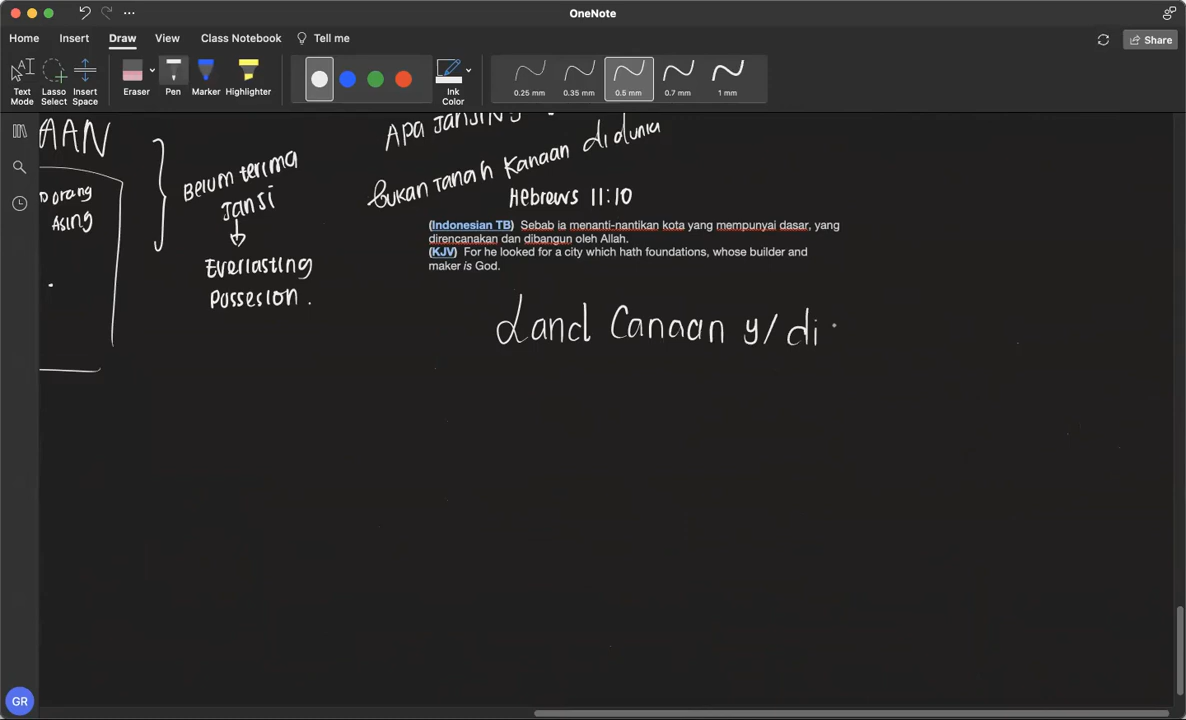 OneNote
Home Insert Draw View Class Notebook Tell me
Share
Text Mode
Lasso Select
Insert Space
Eraser
Pen
Marker
Highlighter
Ink Color
0.25 mm
0.35 mm
0.5 mm
0.7 mm
1 mm
AAN
orang
Asing
Belum terima
Janji
Everlasting
Possesion.
Apa
Bukan Tanah Kanaan di dunia
Hebrews 11:10
(Indonesian TB) Sebab ia menanti-nantikan kota yang mempunyai dasar, yang
direncanakan dan dibangun oleh Allah.
(KJV) For he looked for a city which hath foundations, whose builder and
maker is God.
Land Canaan y/ di
GR